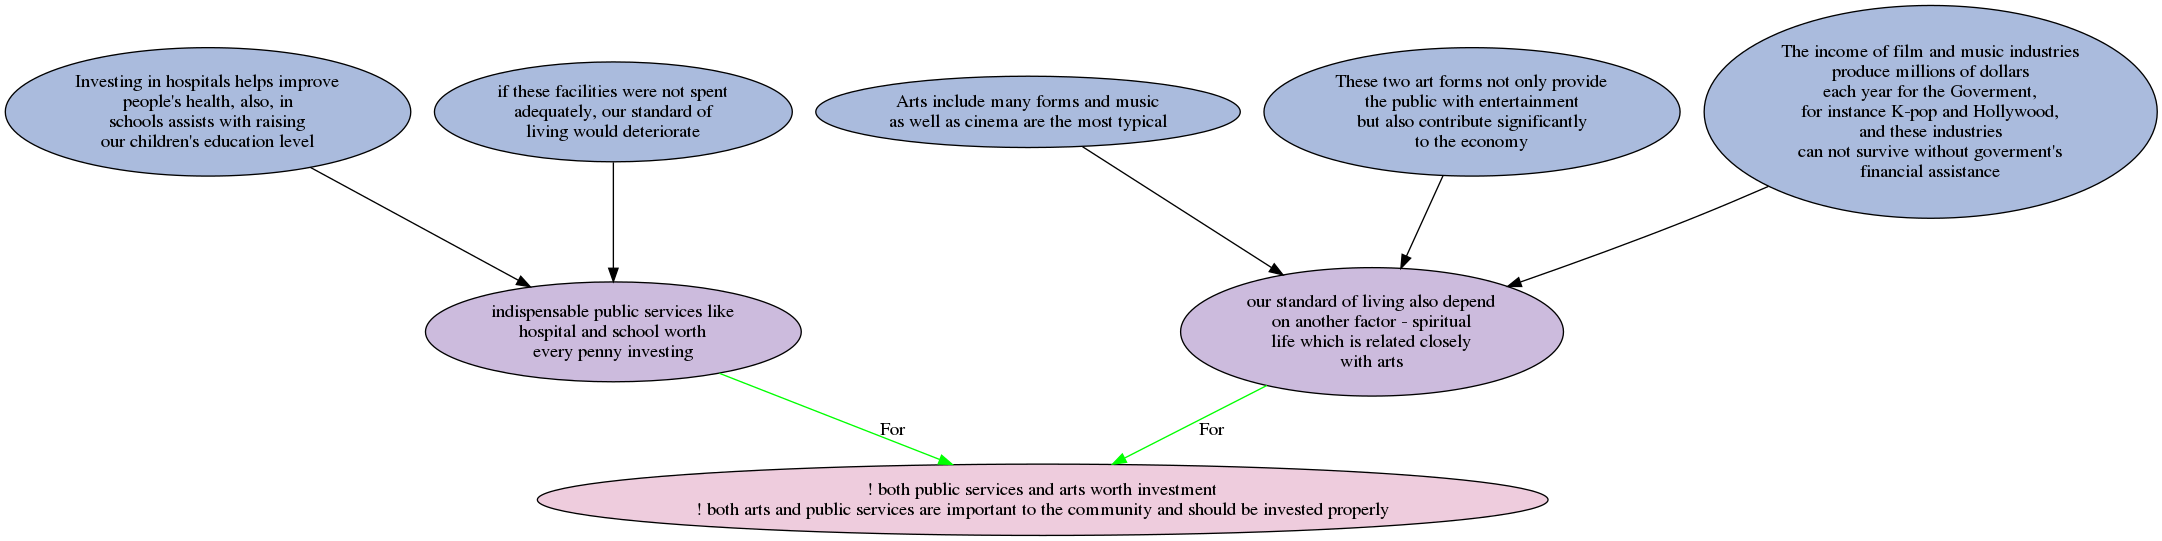 Investing in hospitals helps improve
people's health, also, in
schools assists with raising
our children's education level
if these facilities were not spent
adequately, our standard of
living would deteriorate
Arts include many forms and music
as well as cinema are the most typical
These two art forms not only provide
the public with entertainment
but also contribute significantly
to the economy
The income of film and music industries
produce millions of dollars
each year for the Goverment,
for instance K-pop and Hollywood,
and these industries
can not survive without goverment's
financial assistance
indispensable public services like
hospital and school worth
every penny investing
our standard of living also depend
on another factor - spiritual
life which is related closely
with arts
For
For
! both public services and arts worth investment
! both arts and public services are important to the community and should be invested properly